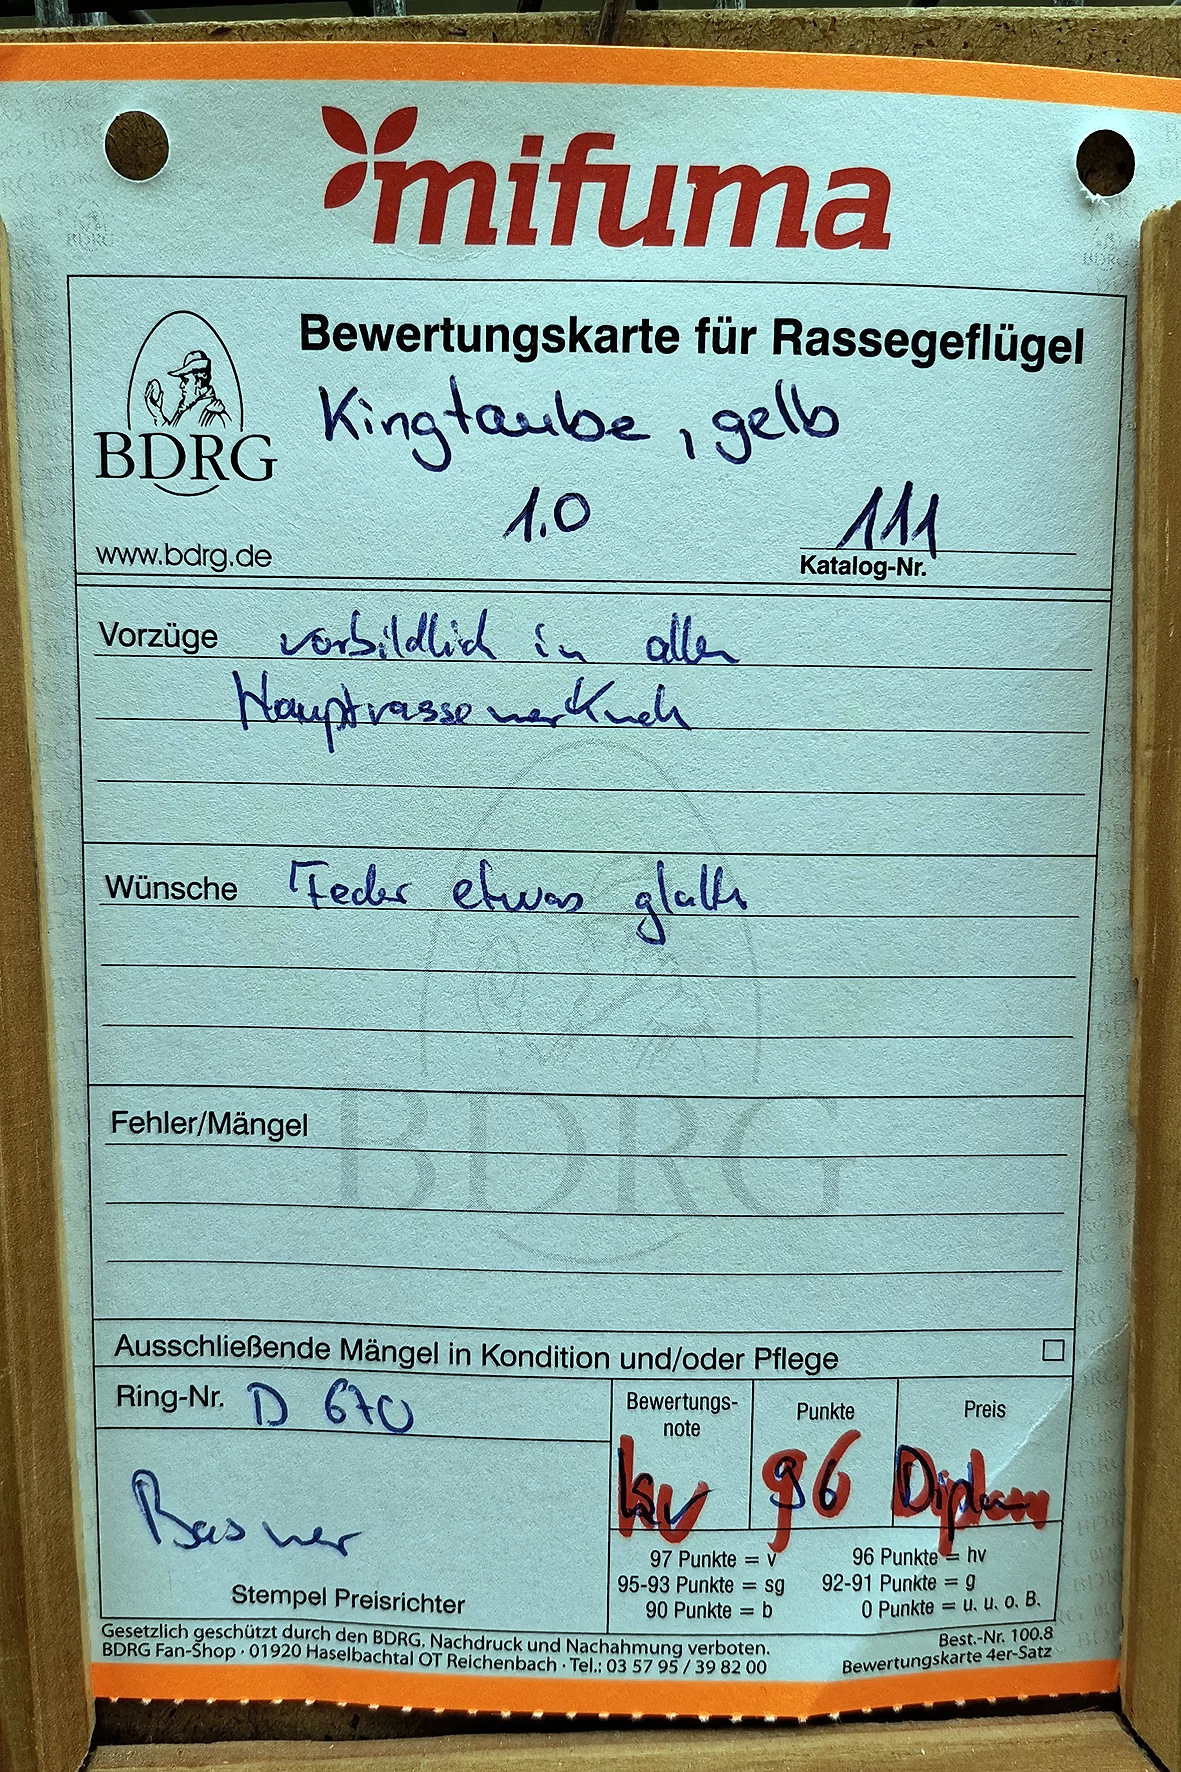 mifuma
Bewertungskarte für Rassegeflügel
BDRG
www.bdrg.de
Kingtaube, gelb
1.0
111
Katalog-Nr.
Vorzüge vorbildlich in allen
Hauptrassemerkmalen
Wünsche Feder etwas glatter
Fehler/Mängel
BDRG
Ausschließende Mängel in Kondition und/oder Pflege
Ring-Nr. D 670
Bewertungs-
note
Punkte
Preis
hv 96 Diplom
Basner
Stempel Preisrichter
97 Punkte = v 96 Punkte = hv
95-93 Punkte = sg 92-91 Punkte = g
90 Punkte = b 0 Punkte = u. u. o. B.
Gesetzlich geschützt durch den BDRG. Nachdruck und Nachahmung verboten.
BDRG Fan-Shop · 01920 Haselbachtal OT Reichenbach · Tel.: 03 57 95 / 39 82 00
Best.-Nr. 100.8
Bewertungskarte 4er-Satz